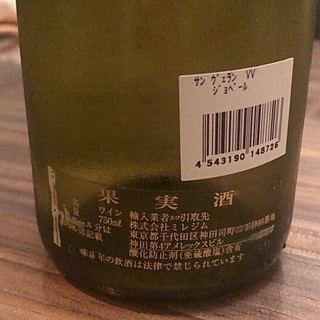 サン ヴェラン VV
ジョベール
4 543190 148726
果実酒
名称 ワイン
750ml
輸入業者および引取先
株式会社ミレジム
東京都千代田区神田司町
神田第4アメレックスビル
酸化防止剤(亜硫酸塩)含有
年の飲酒は法律で禁じられています